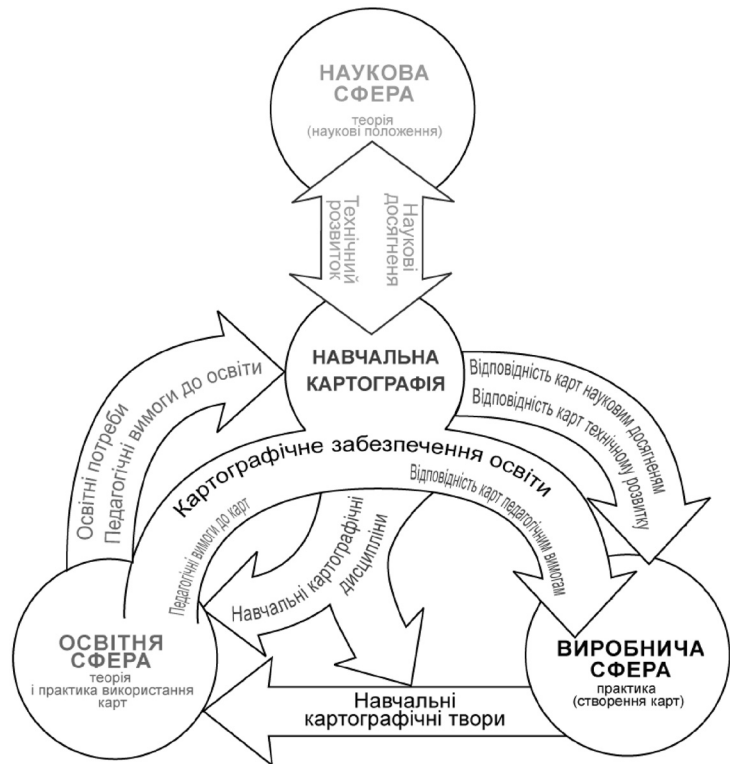 НАУКОВА
СФЕРА
теорія
(наукові положення)
Технічний
розвиток
Наукові
досягненя
НАВЧАЛЬНА
КАРТОГРАФІЯ
Освітні потреби
Педагогічні вимоги до освіти
Відповідність карт науковим досягненям
Відповідність карт технічному розвитку
Картографічне забезпечення освіти
Педагогічні вимоги до карт
Відповідність карт педагогічним вимогам
Навчальні картографічні
дисципліни
ОСВІТНЯ
СФЕРА
теорія
і практика використання
карт
ВИРОБНИЧА
СФЕРА
практика
(створення карт)
Навчальні
картографічні твори